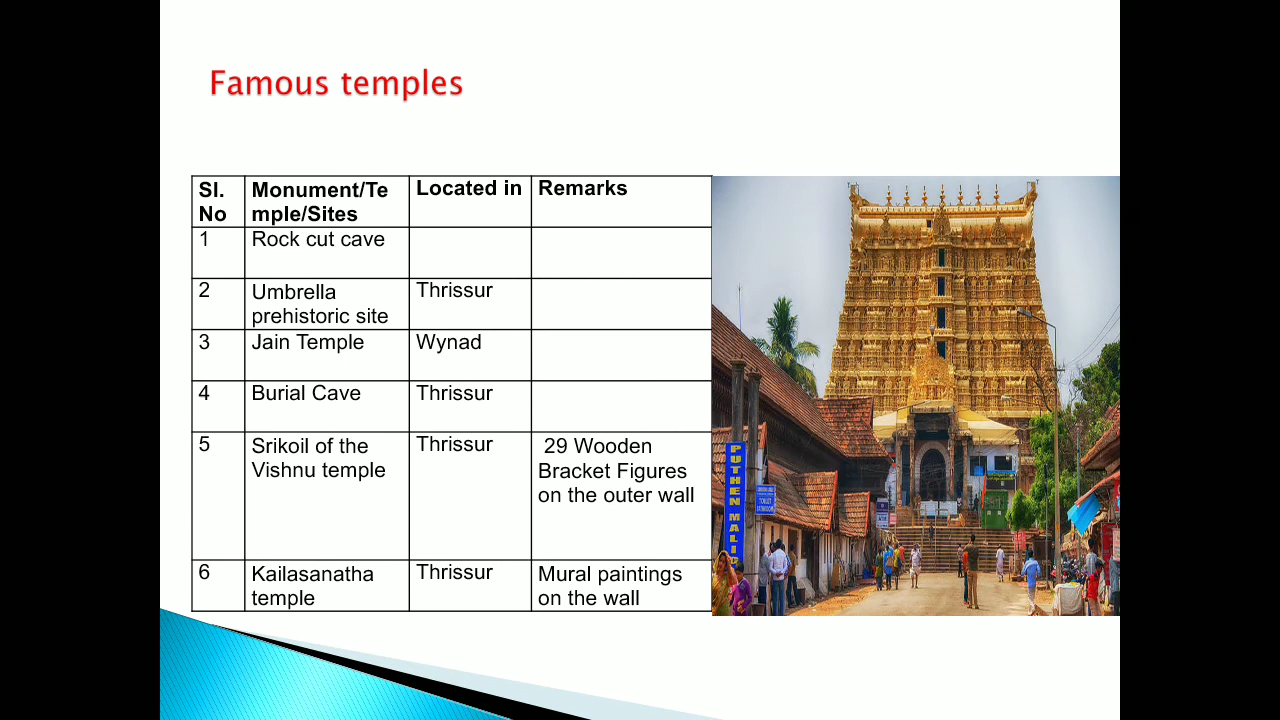 Famous temples
Sl. Monument/Te Located in Remarks
No mple/Sites
1 Rock cut cave
2 Umbrella Thrissur
prehistoric site
3 Jain Temple Wynad
4 Burial Cave Thrissur
5 Srikoil of the Thrissur 29 Wooden
Vishnu temple Bracket Figures
on the outer wall
6 Kailasanatha Thrissur Mural paintings
temple on the wall
PUTHEN MALIG
TOILET